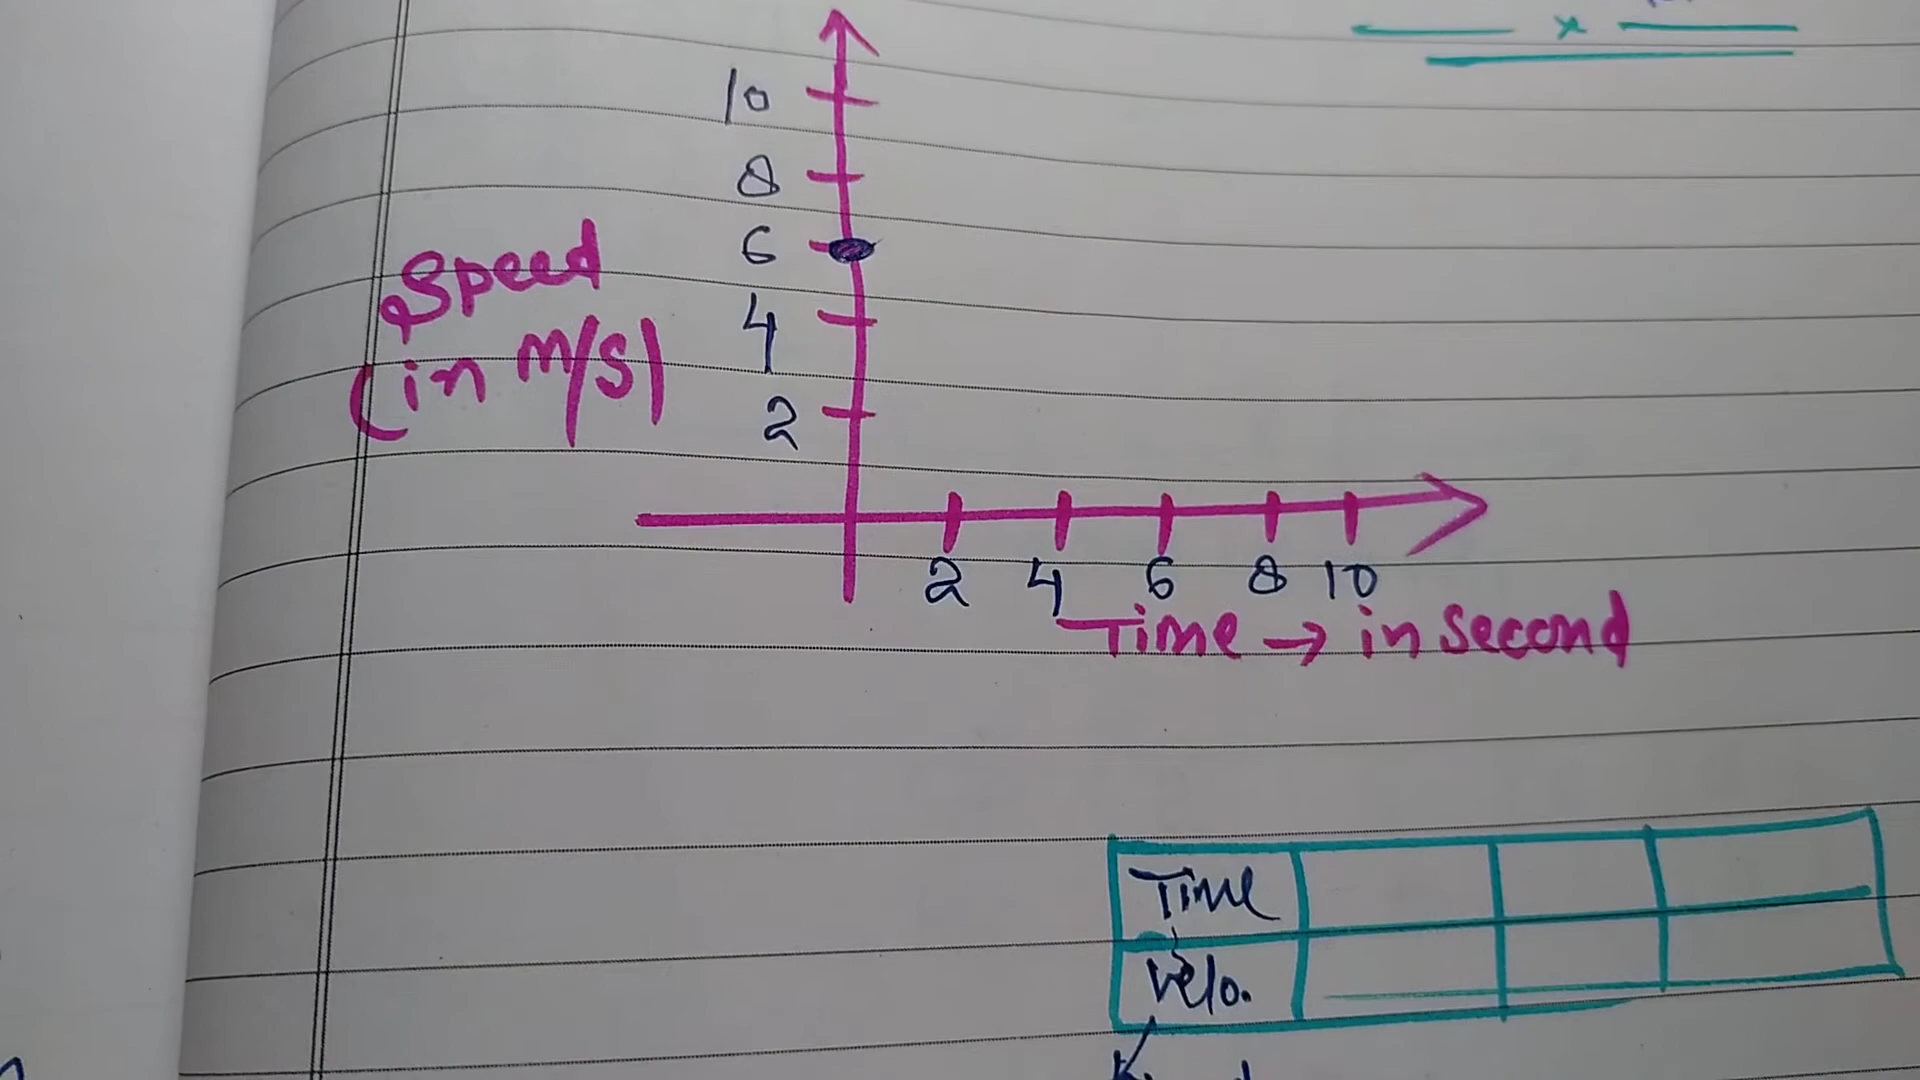 x
10
8
6
4
2
Speed
(in m/s)
2 4 6 8 10
Time → in second
Time
Velo.